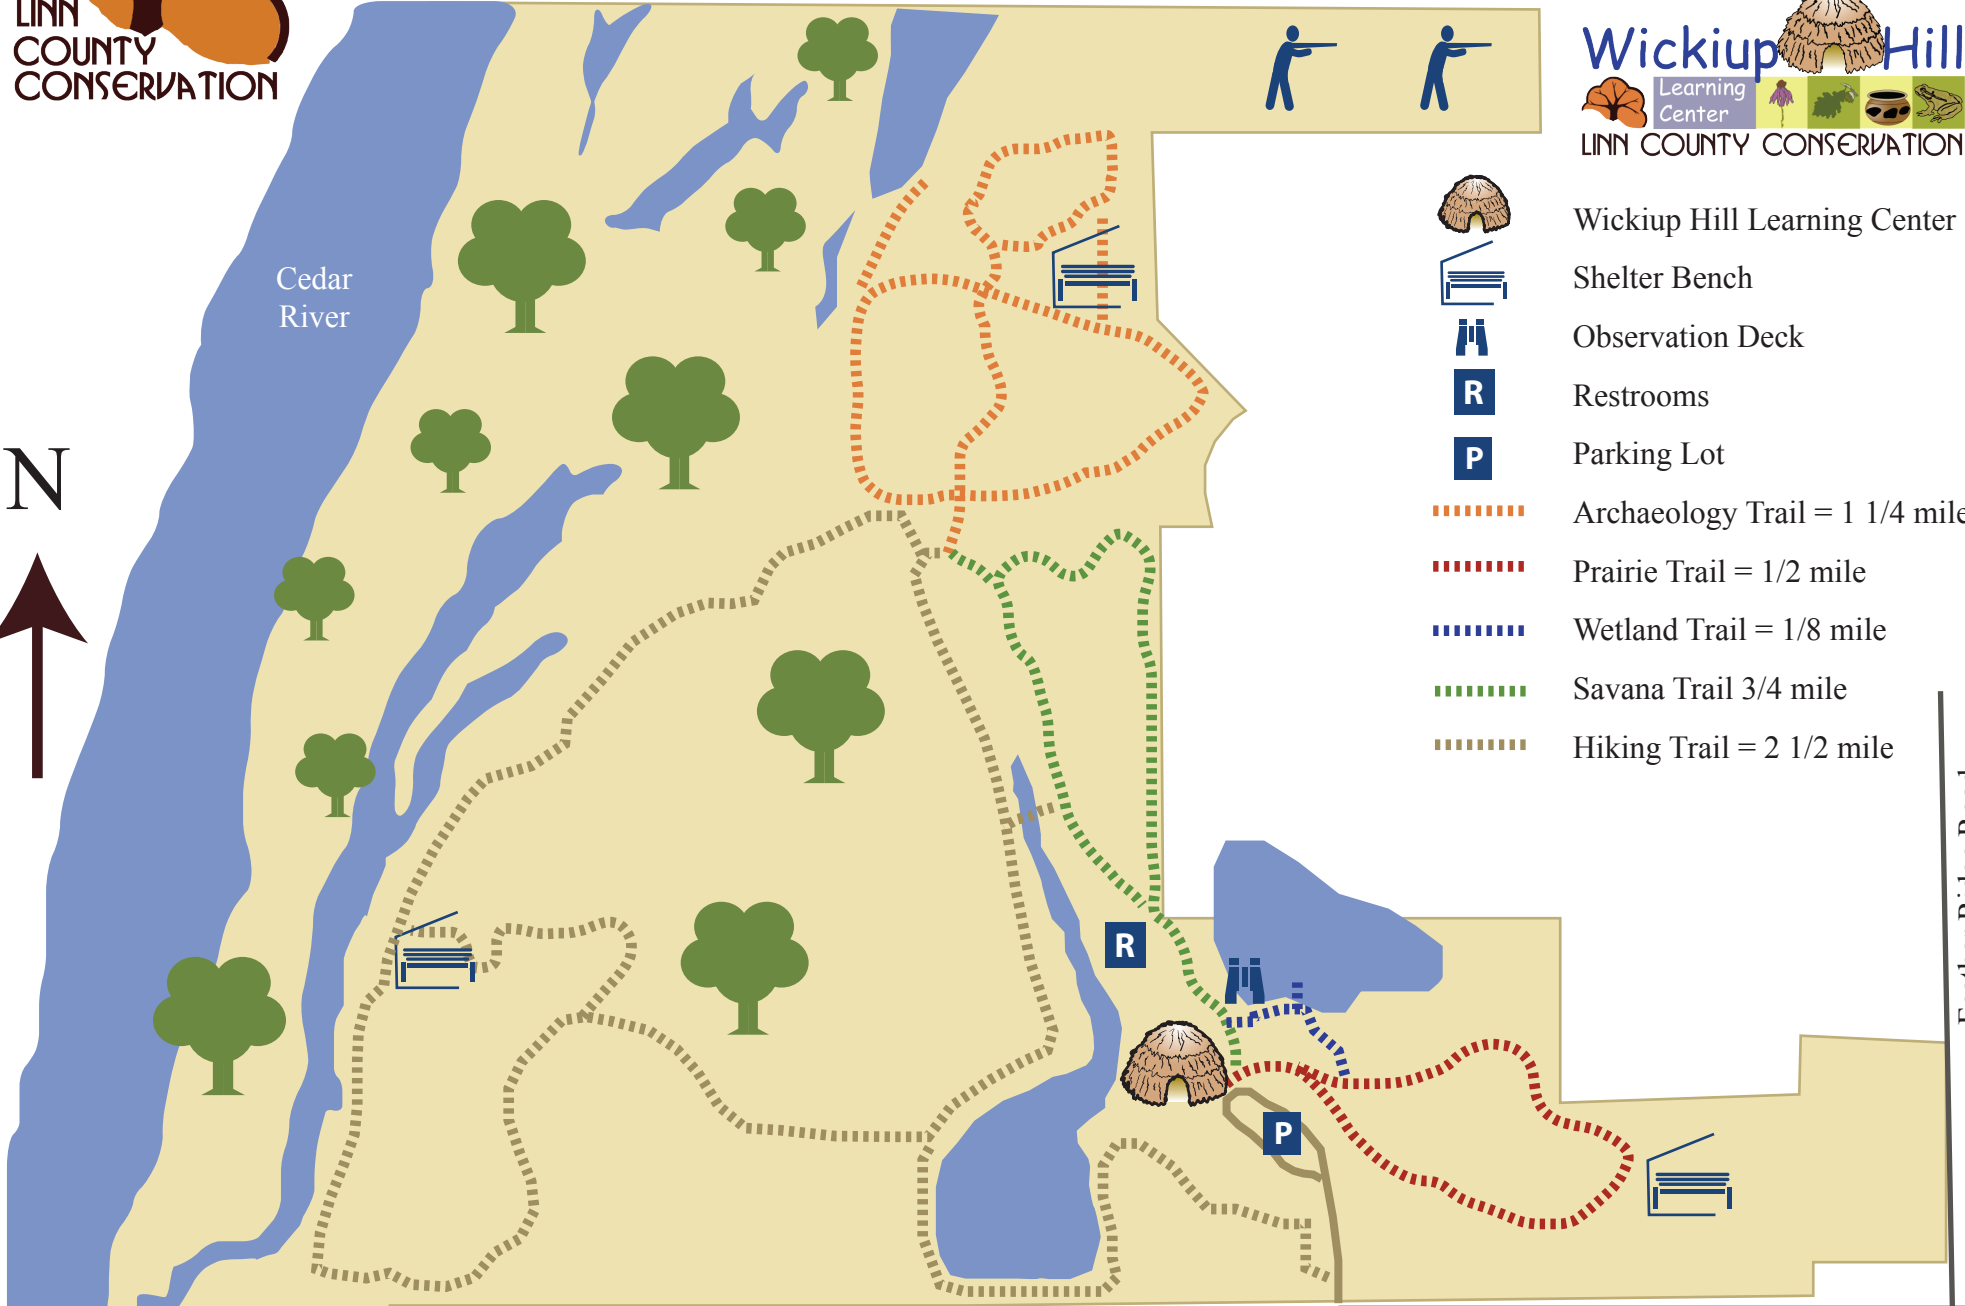 LINN
COUNTY
CONSERVATION
Wickiup Hill
Learning
Center
LINN COUNTY CONSERVATION
Cedar
River
N
Wickiup Hill Learning Center
Shelter Bench
Observation Deck
R
Restrooms
P
Parking Lot
Archaeology Trail = 1 1/4 mile
Prairie Trail = 1/2 mile
Wetland Trail = 1/8 mile
Savana Trail 3/4 mile
Hiking Trail = 2 1/2 mile
R
P